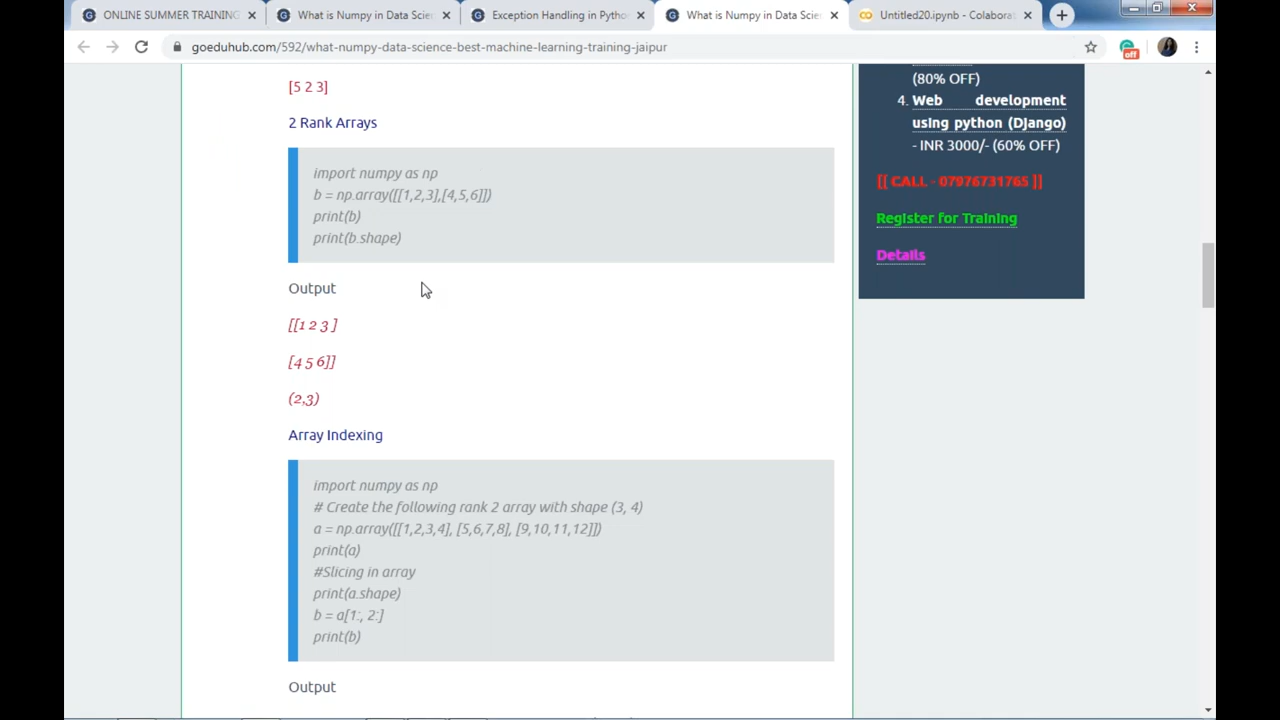 ONLINE SUMMER TRAINING
What is Numpy in Data Scien
Exception Handling in Python
What is Numpy in Data Scien
Untitled20.ipynb - Colaborat
goeduhub.com/592/what-numpy-data-science-best-machine-learning-training-jaipur
off
[5 2 3]
2 Rank Arrays
import numpy as np
b = np.array([[1,2,3],[4,5,6]])
print(b)
print(b.shape)
Output
[[1 2 3 ]
[4 5 6]]
(2,3)
Array Indexing
import numpy as np
# Create the following rank 2 array with shape (3, 4)
a = np.array([[1,2,3,4], [5,6,7,8], [9,10,11,12]])
print(a)
#Slicing in array
print(a.shape)
b = a[1:, 2:]
print(b)
Output
(80% OFF)
4. Web development
using python (Django)
- INR 3000/- (60% OFF)
[[ CALL - 07976731765 ]]
Register for Training
Details